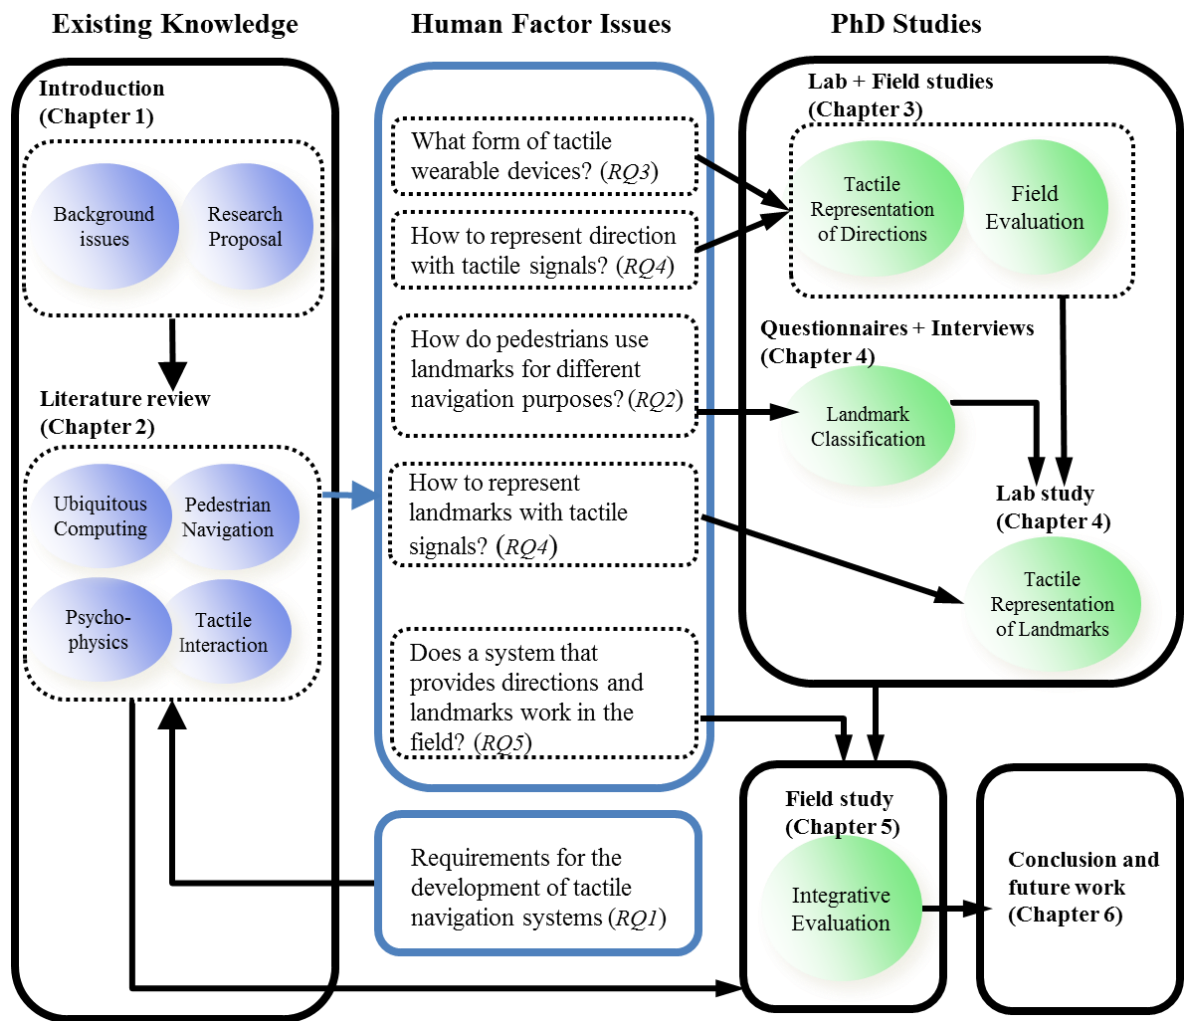 Existing Knowledge
Human Factor Issues
PhD Studies
Introduction
(Chapter 1)
Background
issues
Research
Proposal
Literature review
(Chapter 2)
Ubiquitous
Computing
Pedestrian
Navigation
Psycho-
physics
Tactile
Interaction
What form of tactile
wearable devices? (RQ3)
How to represent direction
with tactile signals? (RQ4)
How do pedestrians use
landmarks for different
navigation purposes? (RQ2)
How to represent
landmarks with tactile
signals? (RQ4)
Does a system that
provides directions and
landmarks work in the
field? (RQ5)
Requirements for the
development of tactile
navigation systems (RQ1)
Lab + Field studies
(Chapter 3)
Tactile
Representation
of Directions
Field
Evaluation
Questionnaires + Interviews
(Chapter 4)
Landmark
Classification
Lab study
(Chapter 4)
Tactile
Representation
of Landmarks
Field study
(Chapter 5)
Integrative
Evaluation
Conclusion and
future work
(Chapter 6)